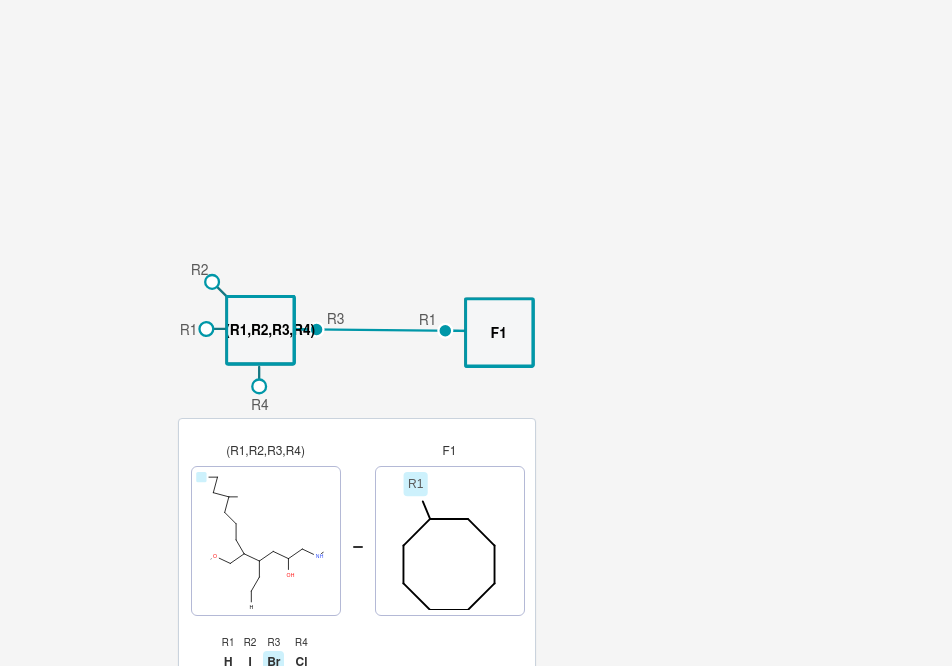 R2
R1
(R1,R2,R3,R4)
R3
R1
F1
R4
(R1,R2,R3,R4)
F1
R1
O
NH
OH
H
R1 R2 R3 R4
H I Br Cl